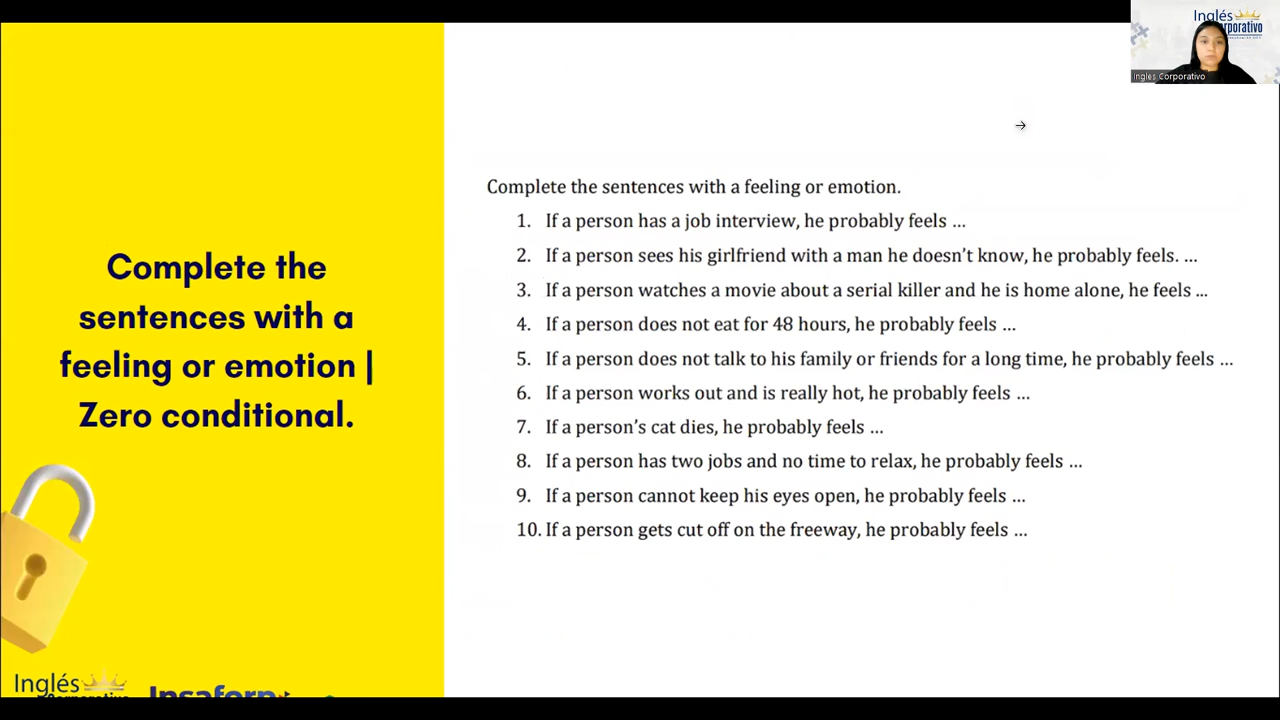 Inglés
Corporativo
Ingles Corporativo
→
Complete the
sentences with a
feeling or emotion |
Zero conditional.
Complete the sentences with a feeling or emotion.
1. If a person has a job interview, he probably feels ...
2. If a person sees his girlfriend with a man he doesn't know, he probably feels. ...
3. If a person watches a movie about a serial killer and he is home alone, he feels ...
4. If a person does not eat for 48 hours, he probably feels ...
5. If a person does not talk to his family or friends for a long time, he probably feels ...
6. If a person works out and is really hot, he probably feels ...
7. If a person's cat dies, he probably feels ...
8. If a person has two jobs and no time to relax, he probably feels ...
9. If a person cannot keep his eyes open, he probably feels ...
10. If a person gets cut off on the freeway, he probably feels ...
Inglés
Corporativo
Insaforp